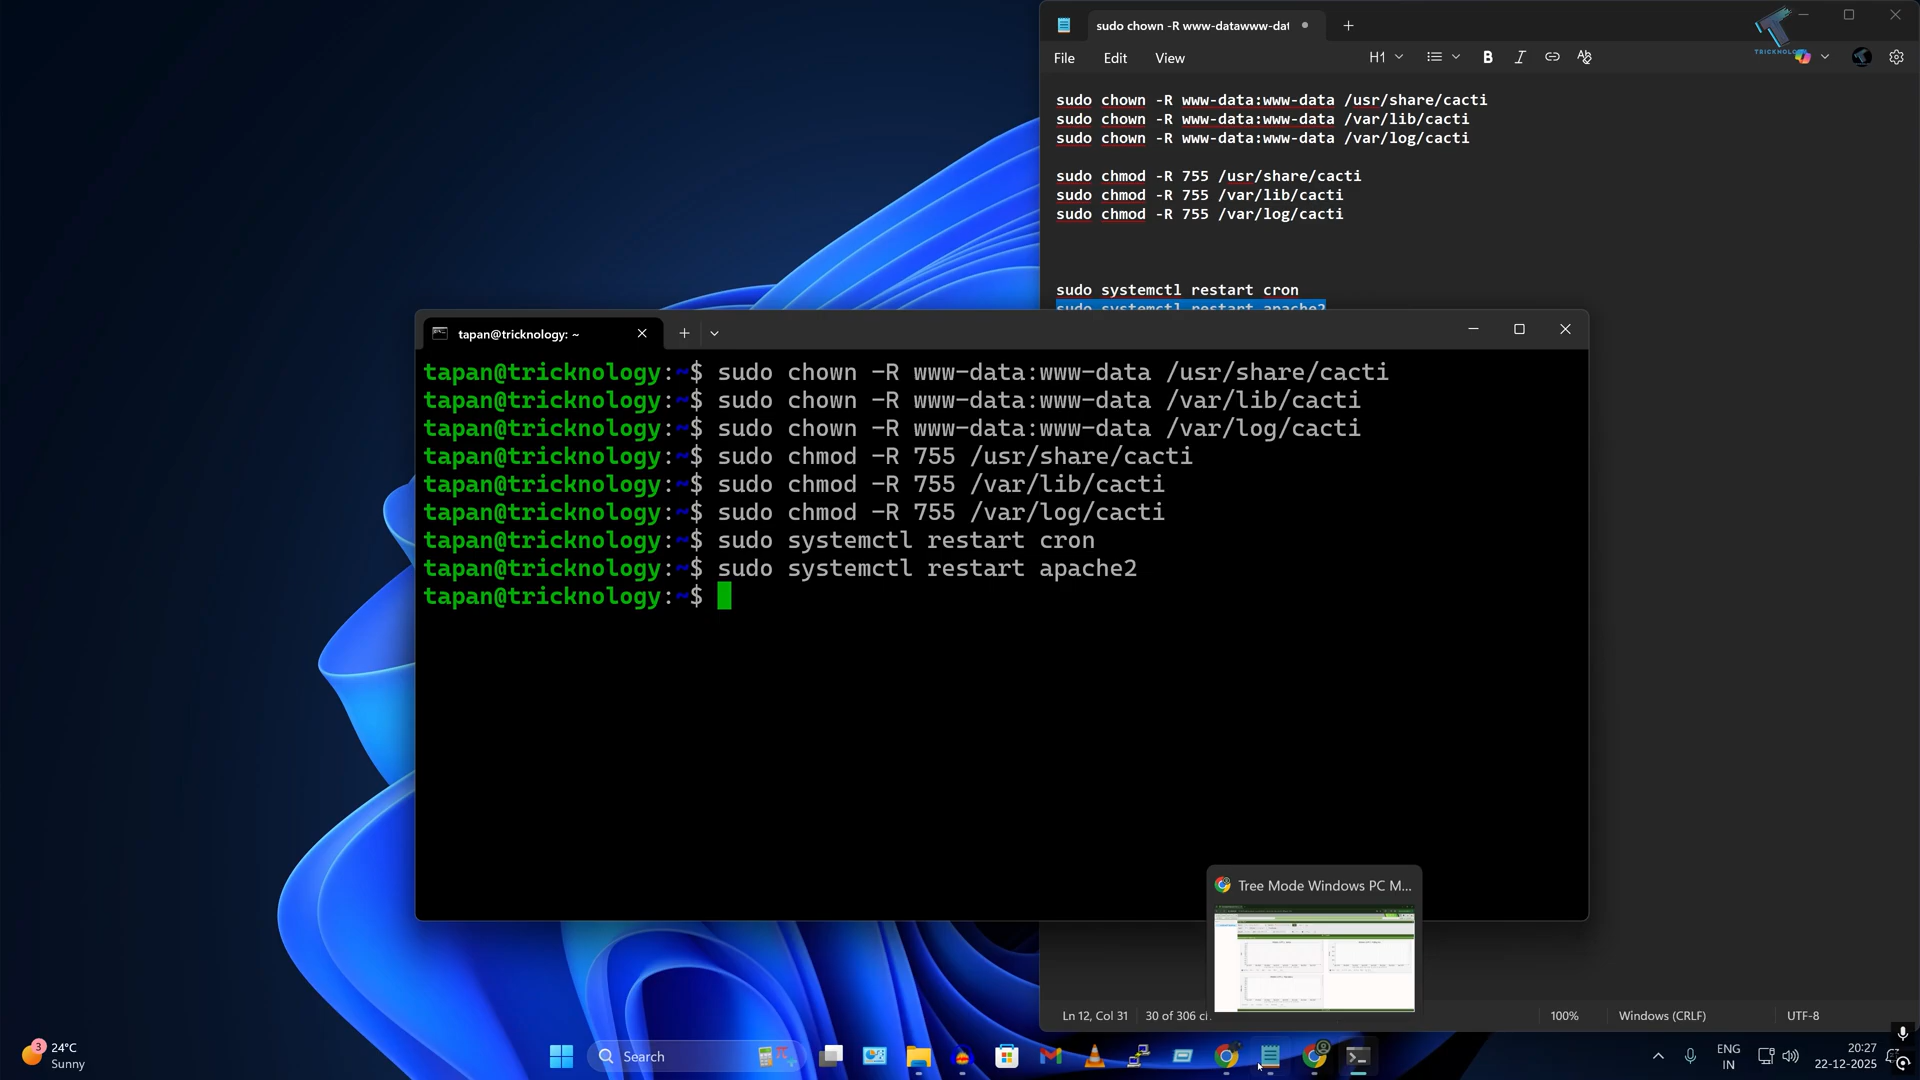 sudo chown -R www-datawww-dat
File Edit View
H1
TRICKNOLOGY
sudo chown -R www-data:www-data /usr/share/cacti
sudo chown -R www-data:www-data /var/lib/cacti
sudo chown -R www-data:www-data /var/log/cacti
sudo chmod -R 755 /usr/share/cacti
sudo chmod -R 755 /var/lib/cacti
sudo chmod -R 755 /var/log/cacti
sudo systemctl restart cron
sudo systemctl restart apache2
tapan@tricknology: ~
tapan@tricknology:~$ sudo chown -R www-data:www-data /usr/share/cacti
tapan@tricknology:~$ sudo chown -R www-data:www-data /var/lib/cacti
tapan@tricknology:~$ sudo chown -R www-data:www-data /var/log/cacti
tapan@tricknology:~$ sudo chmod -R 755 /usr/share/cacti
tapan@tricknology:~$ sudo chmod -R 755 /var/lib/cacti
tapan@tricknology:~$ sudo chmod -R 755 /var/log/cacti
tapan@tricknology:~$ sudo systemctl restart cron
tapan@tricknology:~$ sudo systemctl restart apache2
tapan@tricknology:~$
Tree Mode Windows PC M...
Ln 12, Col 31 30 of 306 c 100% Windows (CRLF) UTF-8
3 24°C
Sunny
Search
ENG
IN
20:27
22-12-2025